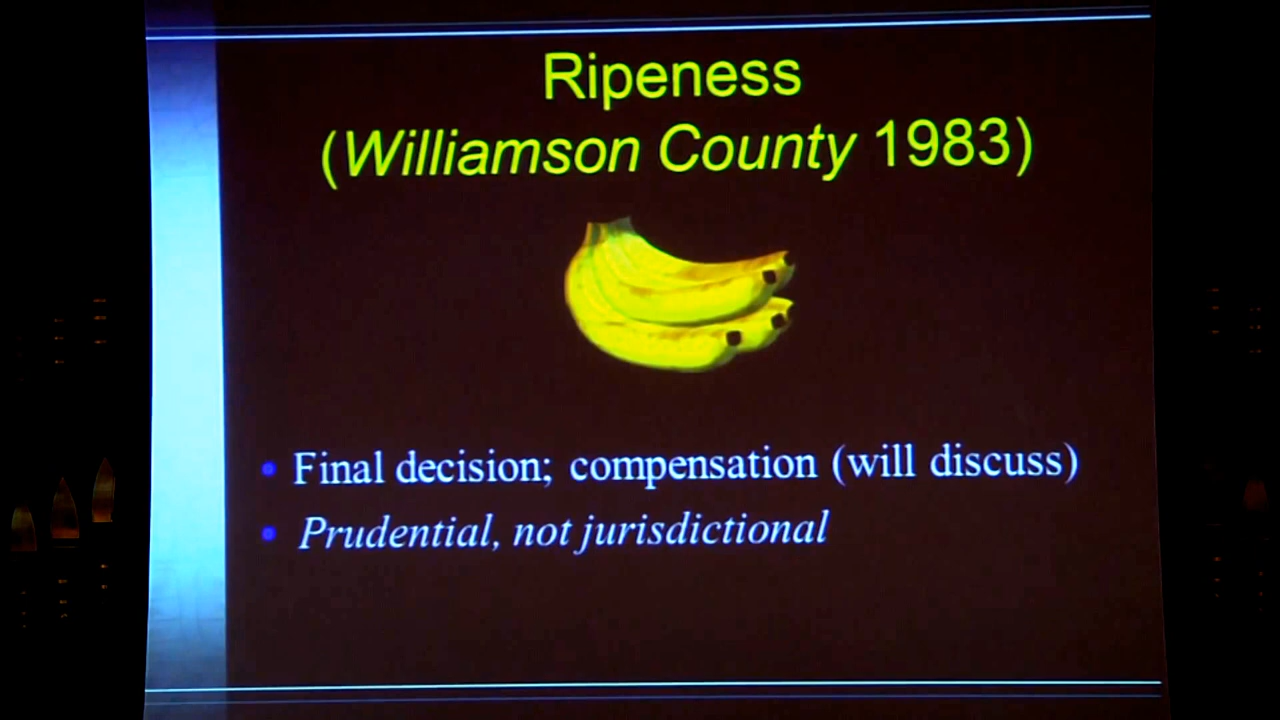 Ripeness
(Williamson County 1983)
Final decision; compensation (will discuss)
Prudential, not jurisdictional